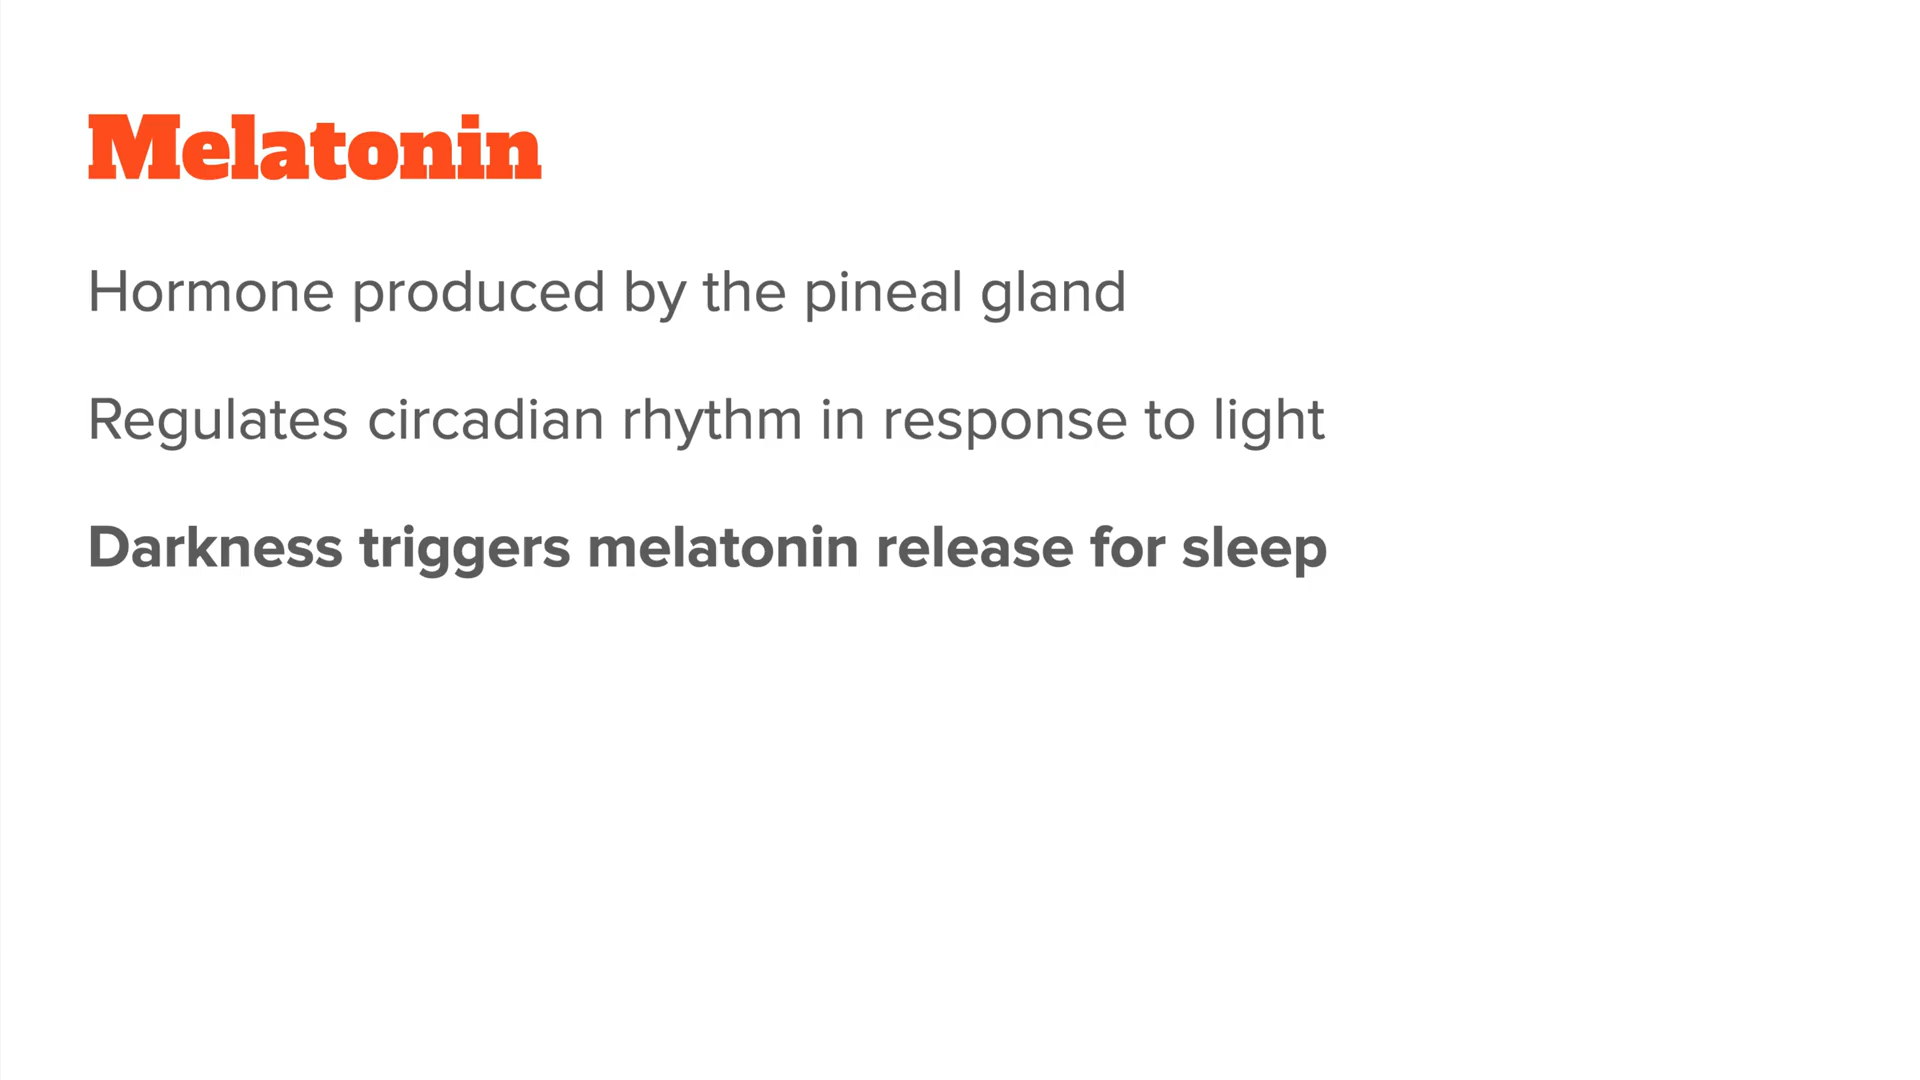 Melatonin
Hormone produced by the pineal gland
Regulates circadian rhythm in response to light
Darkness triggers melatonin release for sleep